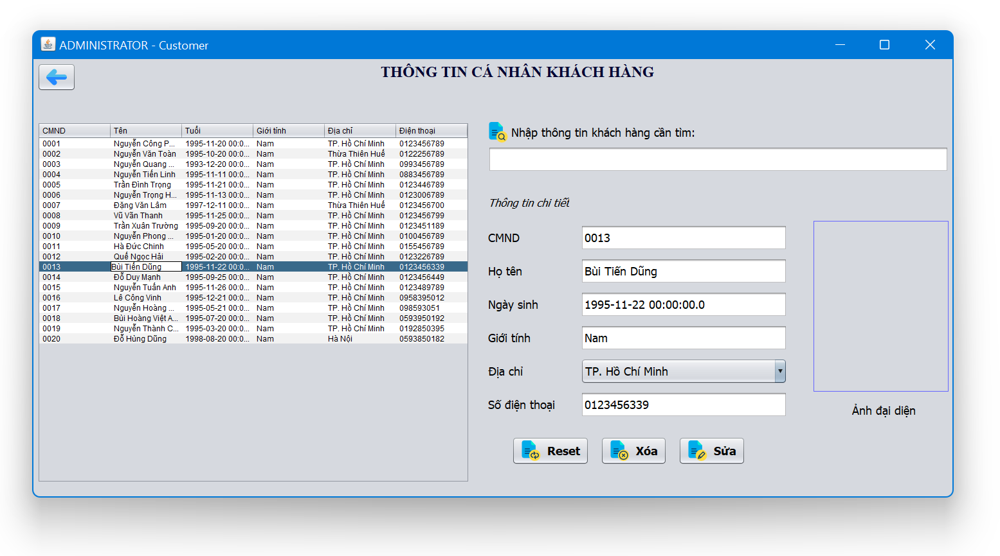 ADMINISTRATOR - Customer
THÔNG TIN CÁ NHÂN KHÁCH HÀNG
CMND Tên Tuổi Giới tính Địa chỉ Điện thoại
0001 Nguyễn Công P... 1995-11-20 00:0... Nam TP. Hồ Chí Minh 0123456789
0002 Nguyễn Văn Toàn 1995-10-20 00:0... Nam Thừa Thiên Huế 0122256789
0003 Nguyễn Quang ... 1993-12-20 00:0... Nam TP. Hồ Chí Minh 0993456789
0004 Nguyễn Tiến Linh 1995-11-11 00:0... Nam TP. Hồ Chí Minh 0883456789
0005 Trần Đình Trọng 1995-11-21 00:0... Nam TP. Hồ Chí Minh 0123446789
0006 Nguyễn Trọng H... 1995-11-13 00:0... Nam TP. Hồ Chí Minh 0123006789
0007 Đặng Văn Lâm 1997-12-11 00:0... Nam Thừa Thiên Huế 0123456700
0008 Vũ Văn Thanh 1995-11-25 00:0... Nam TP. Hồ Chí Minh 0123456799
0009 Trần Xuân Trường 1995-09-20 00:0... Nam TP. Hồ Chí Minh 0123451189
0010 Nguyễn Phong ... 1995-01-20 00:0... Nam TP. Hồ Chí Minh 0100456789
0011 Hà Đức Chinh 1995-05-20 00:0... Nam TP. Hồ Chí Minh 0155456789
0012 Quế Ngọc Hải 1995-02-20 00:0... Nam TP. Hồ Chí Minh 0123226789
0013 Bùi Tiến Dũng 1995-11-22 00:0... Nam TP. Hồ Chí Minh 0123456339
0014 Đỗ Duy Mạnh 1995-09-25 00:0... Nam TP. Hồ Chí Minh 0123456449
0015 Nguyễn Tuấn Anh 1995-11-26 00:0... Nam TP. Hồ Chí Minh 0123489789
0016 Lê Công Vinh 1995-12-21 00:0... Nam TP. Hồ Chí Minh 0958395012
0017 Nguyễn Hoàng ... 1995-05-21 00:0... Nam TP. Hồ Chí Minh 098593051
0018 Bùi Hoàng Việt A... 1995-07-20 00:0... Nam TP. Hồ Chí Minh 0593950192
0019 Nguyễn Thành C... 1995-03-20 00:0... Nam TP. Hồ Chí Minh 0192850395
0020 Đỗ Hùng Dũng 1998-08-20 00:0... Nam Hà Nội 0593850182
Nhập thông tin khách hàng cần tìm:
Thông tin chi tiết
CMND 0013
Họ tên Bùi Tiến Dũng
Ngày sinh 1995-11-22 00:00:00.0
Giới tính Nam
Địa chỉ TP. Hồ Chí Minh
Số điện thoại 0123456339
Ảnh đại diện
Reset Xóa Sửa